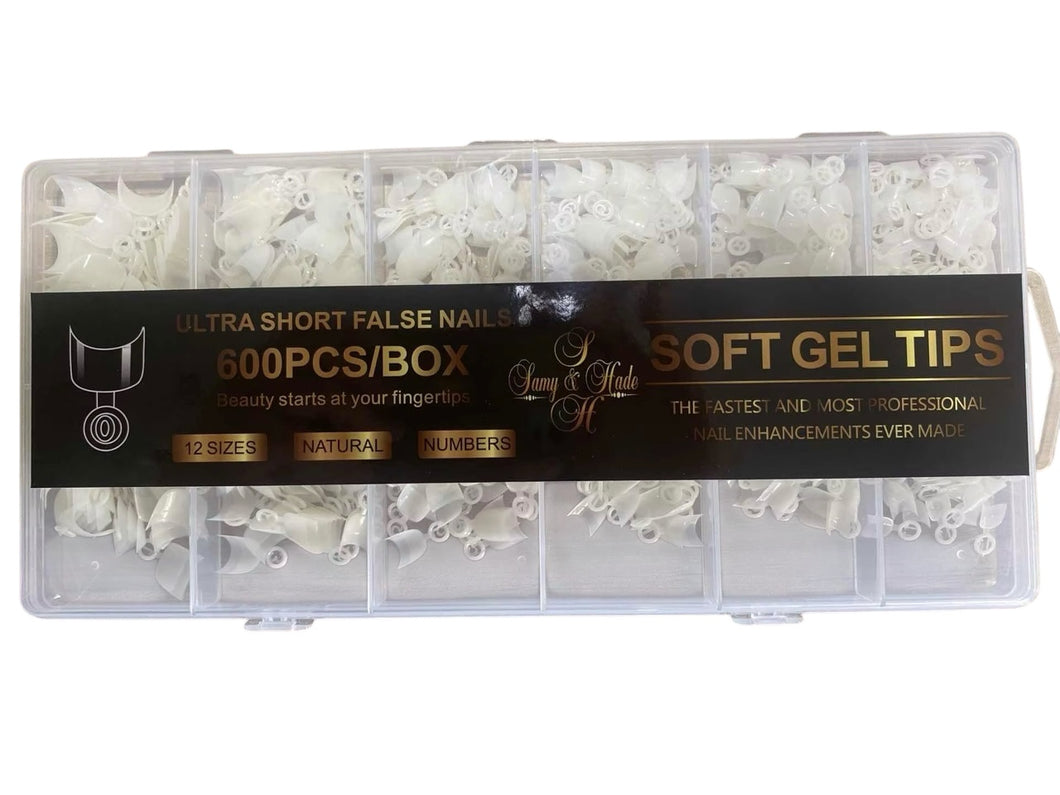 ULTRA SHORT FALSE NAILS
600PCS/BOX
Beauty starts at your fingertips
12 SIZES
NATURAL
NUMBERS
S
Samy & Hade
H
SOFT GEL TIPS
THE FASTEST AND MOST PROFESSIONAL
NAIL ENHANCEMENTS EVER MADE